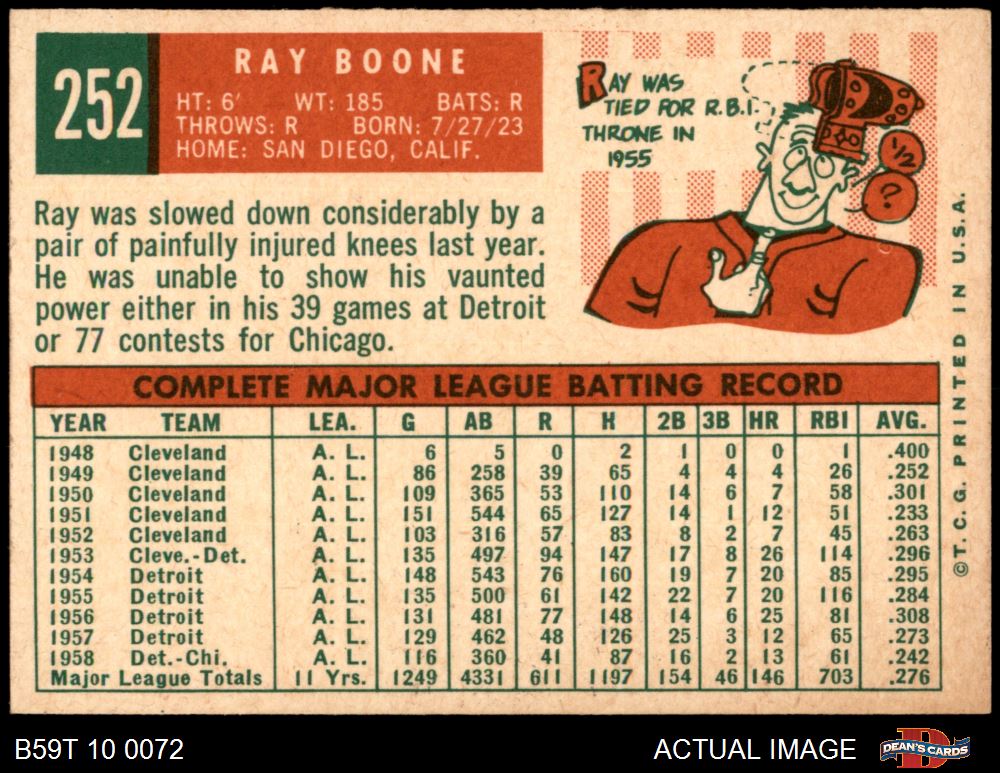 252
RAY BOONE
HT: 6' WT: 185 BATS: R
THROWS: R BORN: 7/27/23
HOME: SAN DIEGO, CALIF.
RAY WAS
TIED FOR R.B.I.
THRONE IN
1955
1/2
?
Ray was slowed down considerably by a
pair of painfully injured knees last year.
He was unable to show his vaunted
power either in his 39 games at Detroit
or 77 contests for Chicago.
COMPLETE MAJOR LEAGUE BATTING RECORD
YEAR TEAM LEA. G AB R H 2B 3B HR RBI AVG.
1948 Cleveland A. L. 6 5 0 2 1 0 0 1 .400
1949 Cleveland A. L. 86 258 39 65 4 4 4 26 .252
1950 Cleveland A. L. 109 365 53 110 14 6 7 58 .301
1951 Cleveland A. L. 151 544 65 127 14 1 12 51 .233
1952 Cleveland A. L. 103 316 57 83 8 2 7 45 .263
1953 Cleve.-Det. A. L. 135 497 94 147 17 8 26 114 .296
1954 Detroit A. L. 148 543 76 160 19 7 20 85 .295
1955 Detroit A. L. 135 500 61 142 22 7 20 116 .284
1956 Detroit A. L. 131 481 77 148 14 6 25 81 .308
1957 Detroit A. L. 129 462 48 126 25 3 12 65 .273
1958 Det.-Chi. A. L. 116 360 41 87 16 2 13 61 .242
Major League Totals 11 Yrs. 1249 4331 611 1197 154 46 146 703 .276
©T. C. G. PRINTED IN U.S.A.
B59T 10 0072
ACTUAL IMAGE
DEAN'S CARDS